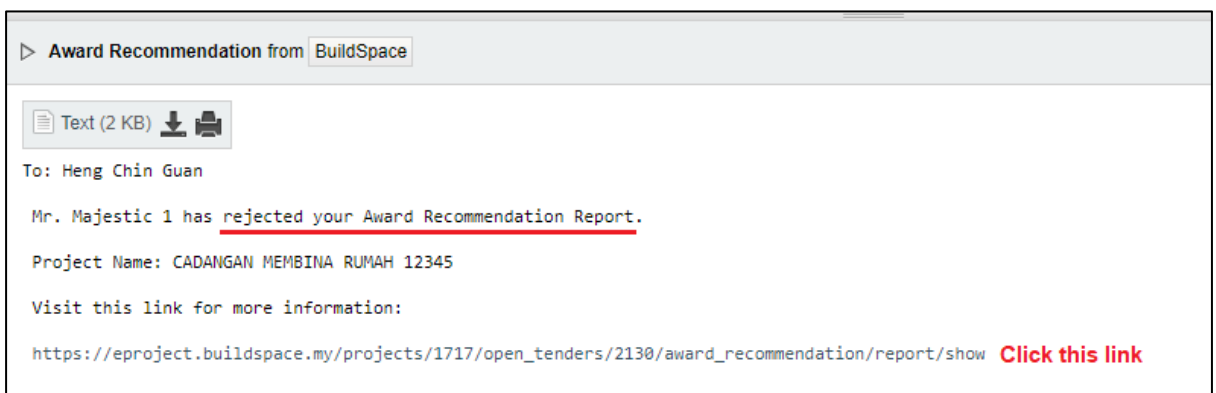 Award Recommendation from BuildSpace
Text (2 KB)
To: Heng Chin Guan
Mr. Majestic 1 has rejected your Award Recommendation Report.
Project Name: CADANGAN MEMBINA RUMAH 12345
Visit this link for more information:
https://eproject.buildspace.my/projects/1717/open_tenders/2130/award_recommendation/report/show Click this link